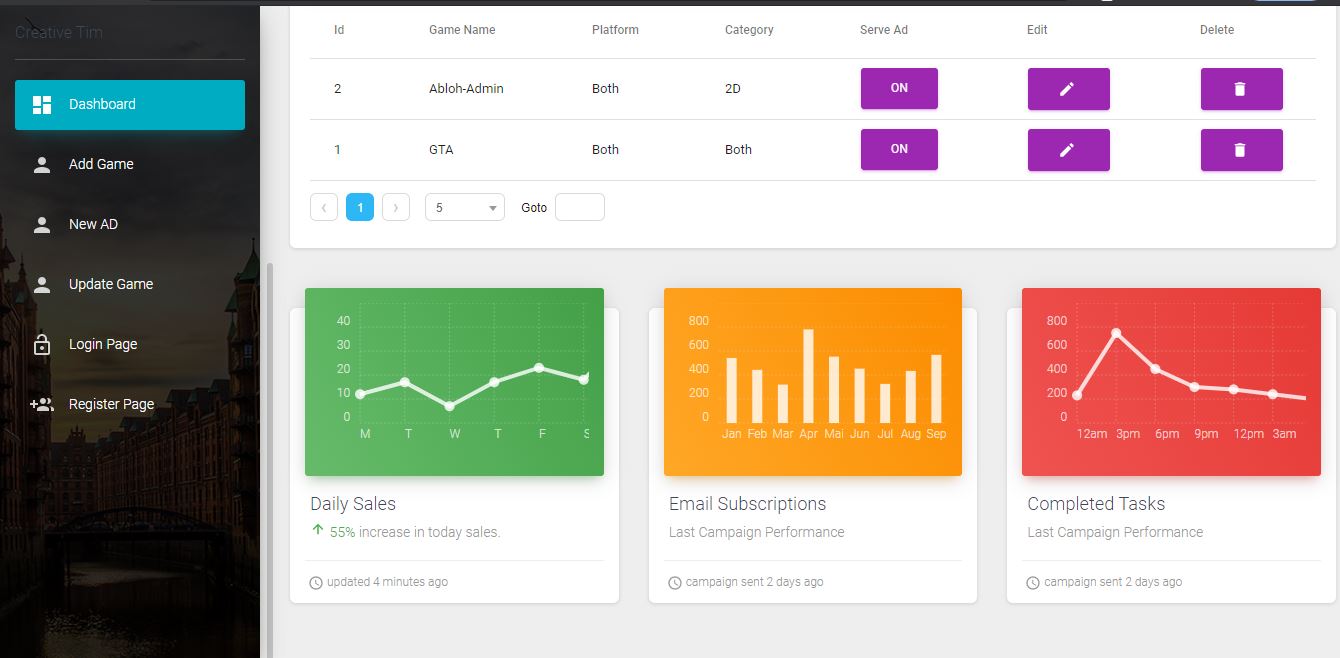 Creative Tim
Dashboard
Add Game
New AD
Update Game
Login Page
Register Page
Id Game Name Platform Category Serve Ad Edit Delete
2 Abloh-Admin Both 2D ON
1 GTA Both Both ON
1 5 Goto
40
30
20
10
0
M T W T F S
Daily Sales
55% increase in today sales.
updated 4 minutes ago
800
600
400
200
0
Jan Feb Mar Apr Mai Jun Jul Aug Sep
Email Subscriptions
Last Campaign Performance
campaign sent 2 days ago
800
600
400
200
0
12am 3pm 6pm 9pm 12pm 3am
Completed Tasks
Last Campaign Performance
campaign sent 2 days ago